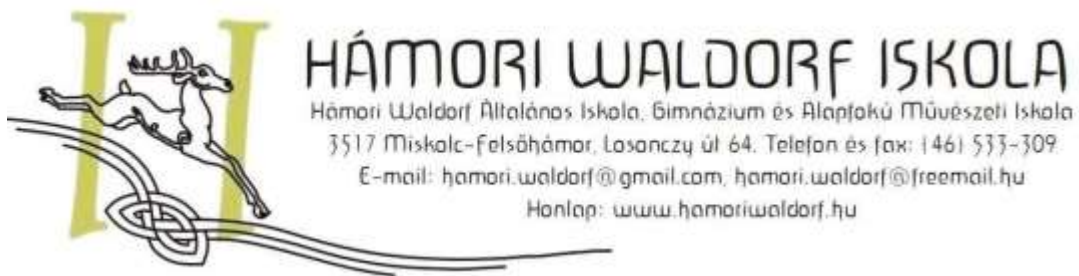 HÁMORI WALDORF ISKOLA
Hámori Waldorf Általános Iskola, Gimnázium és Alapfokú Művészeti Iskola
3517 Miskolc-Felsőhámor, Losonczy út 64. Telefon és fax: (46) 533-309
E-mail: hamori.waldorf@gmail.com, hamori.waldorf@freemail.hu
Honlap: www.hamoriwaldorf.hu